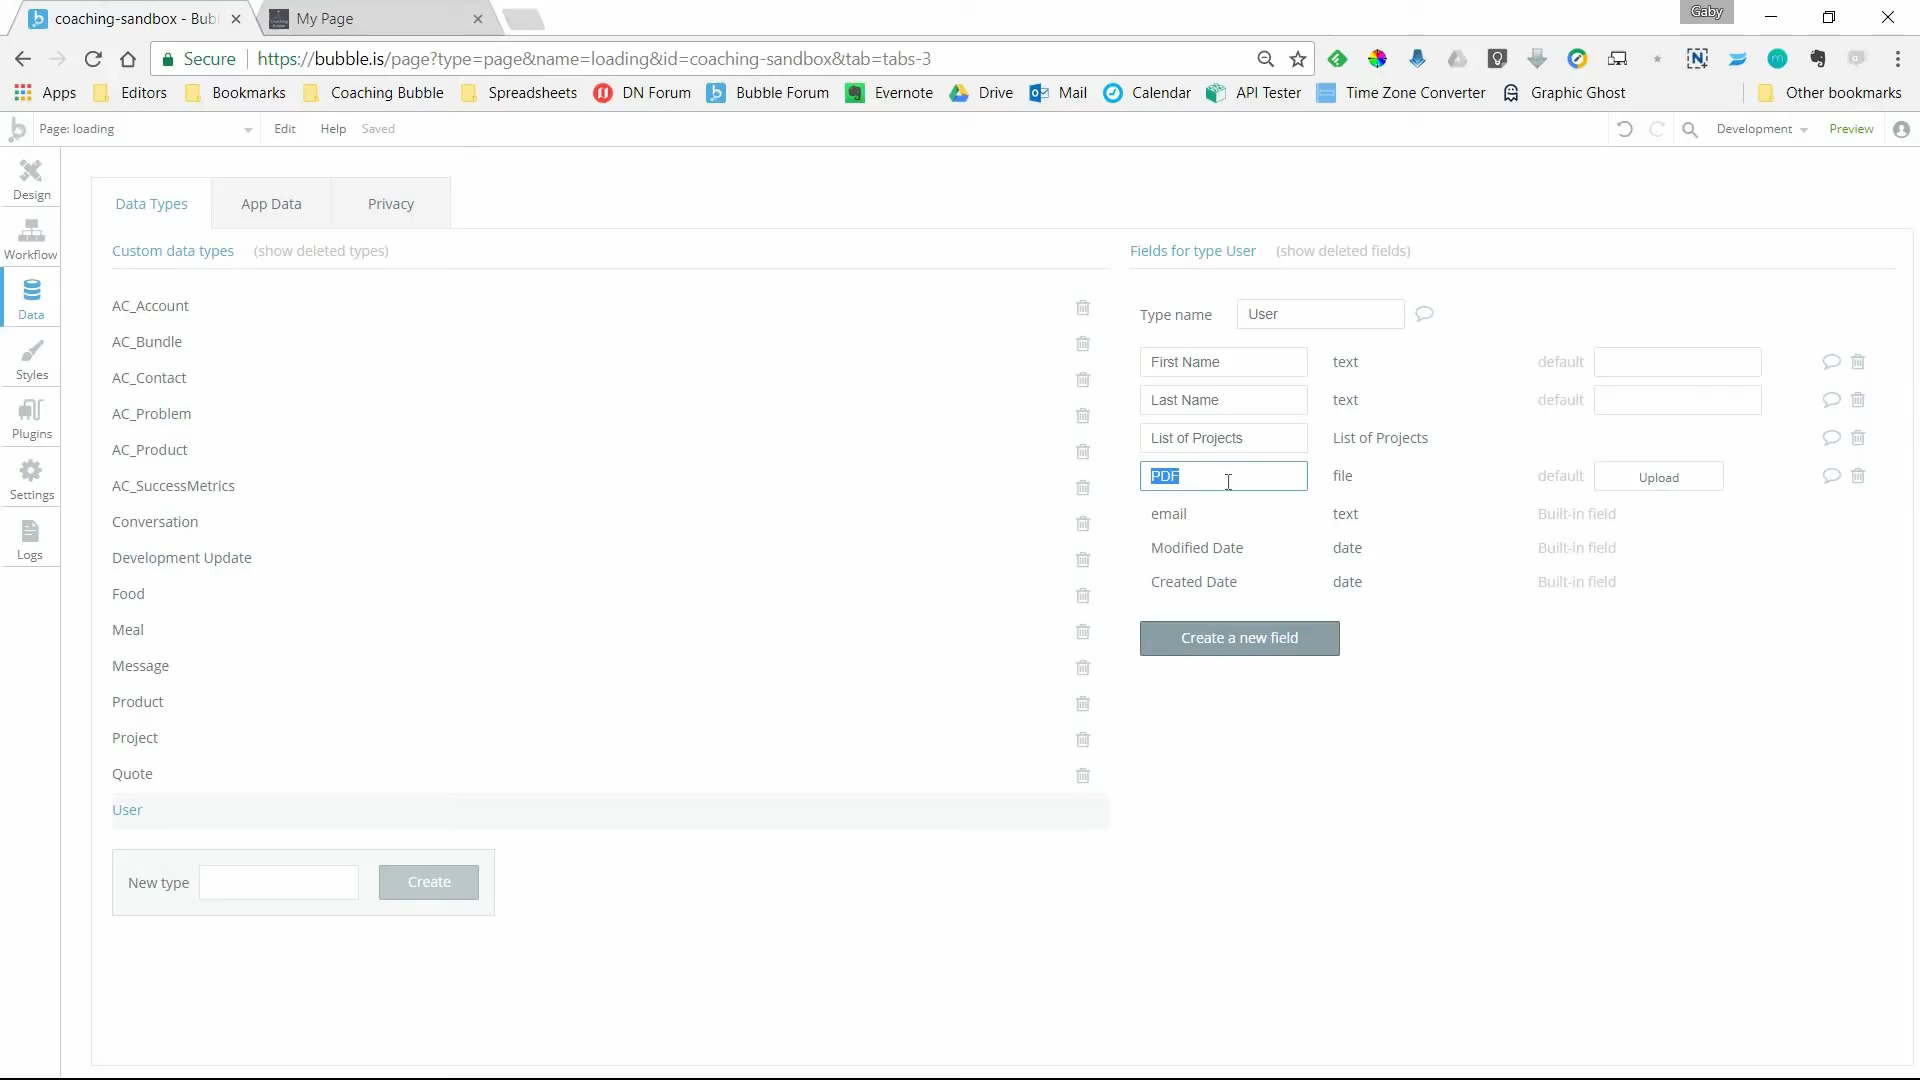 coaching-sandbox - Bub
My Page
Gaby
Secure
https://bubble.is/page?type=page&name=loading&id=coaching-sandbox&tab=tabs-3
Apps
Editors
Bookmarks
Coaching Bubble
Spreadsheets
DN Forum
Bubble Forum
Evernote
Drive
Mail
Calendar
API Tester
Time Zone Converter
Graphic Ghost
Other bookmarks
Page: loading
Edit
Help
Saved
Development
Preview
Design
Workflow
Data
Styles
Plugins
Settings
Logs
Data Types
App Data
Privacy
Custom data types (show deleted types)
AC_Account
AC_Bundle
AC_Contact
AC_Problem
AC_Product
AC_SuccessMetrics
Conversation
Development Update
Food
Meal
Message
Product
Project
Quote
User
New type
Create
Fields for type User (show deleted fields)
Type name User
First Name text default
Last Name text default
List of Projects List of Projects
PDF file default Upload
email text Built-in field
Modified Date date Built-in field
Created Date date Built-in field
Create a new field